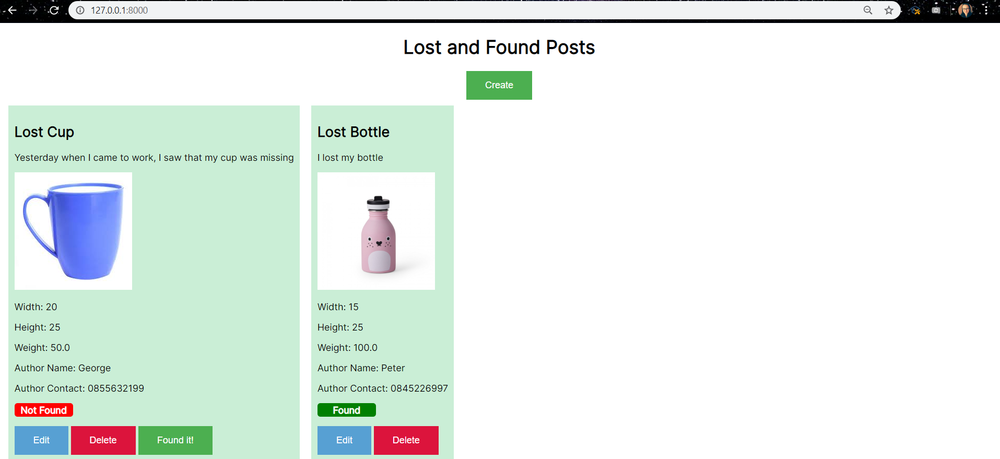 127.0.0.1:8000
Lost and Found Posts
Create
Lost Cup
Yesterday when I came to work, I saw that my cup was missing
Width: 20
Height: 25
Weight: 50.0
Author Name: George
Author Contact: 0855632199
Not Found
Edit Delete Found it!
Lost Bottle
I lost my bottle
Width: 15
Height: 25
Weight: 100.0
Author Name: Peter
Author Contact: 0845226997
Found
Edit Delete